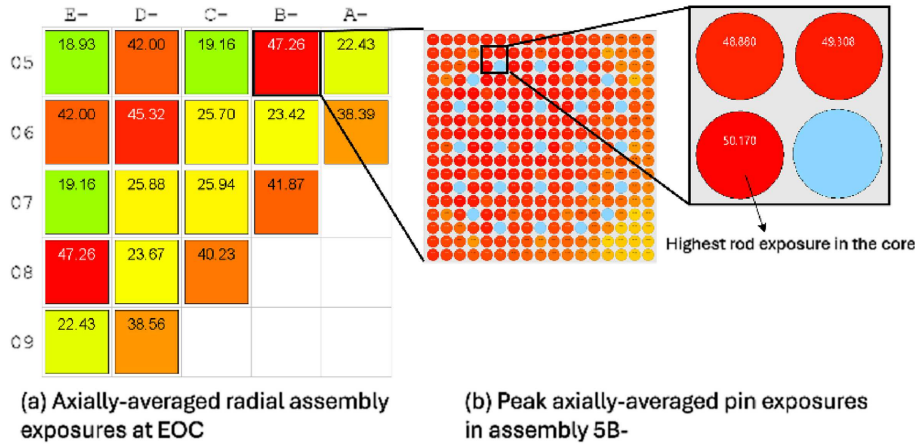 E- D- C- B- A-
05 18.93 42.00 19.16 47.26 22.43
06 42.00 45.32 25.70 23.42 38.39
07 19.16 25.88 25.94 41.87
08 47.26 23.67 40.23
09 22.43 38.56
48.880 49.308
50.170
Highest rod exposure in the core
(a) Axially-averaged radial assembly
exposures at EOC
(b) Peak axially-averaged pin exposures
in assembly 5B-